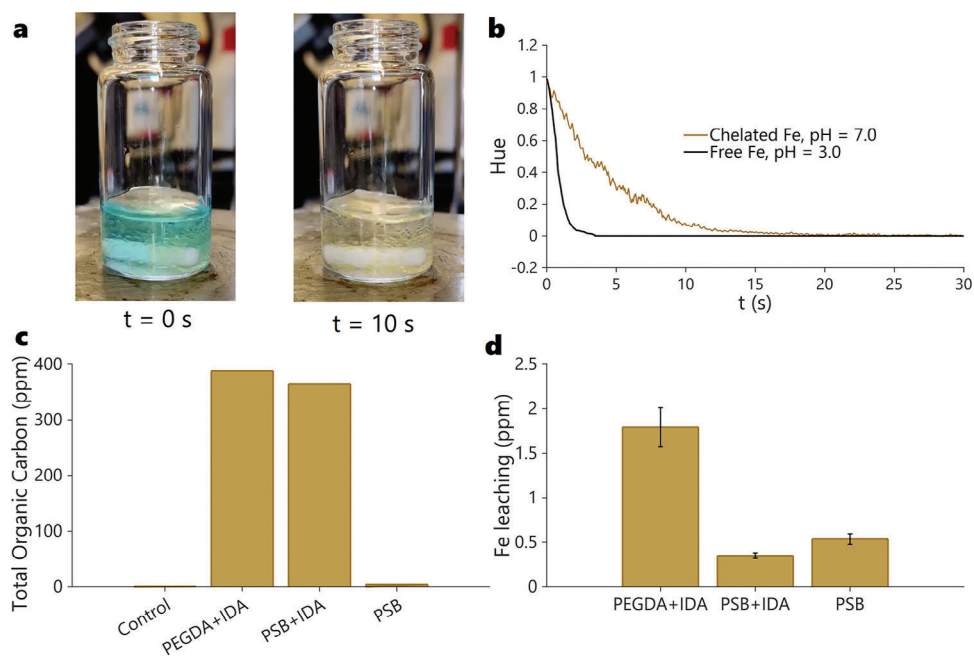 a
t = 0 s
t = 10 s
b
Hue
1.2
1
0.8
0.6
0.4
0.2
0
-0.2
Chelated Fe, pH = 7.0
Free Fe, pH = 3.0
0
5
10
15
20
25
30
t (s)
c
Total Organic Carbon (ppm)
400
300
200
100
0
Control
PEGDA+IDA
PSB+IDA
PSB
d
Fe leaching (ppm)
2.5
2
1.5
1
0.5
0
PEGDA+IDA
PSB+IDA
PSB